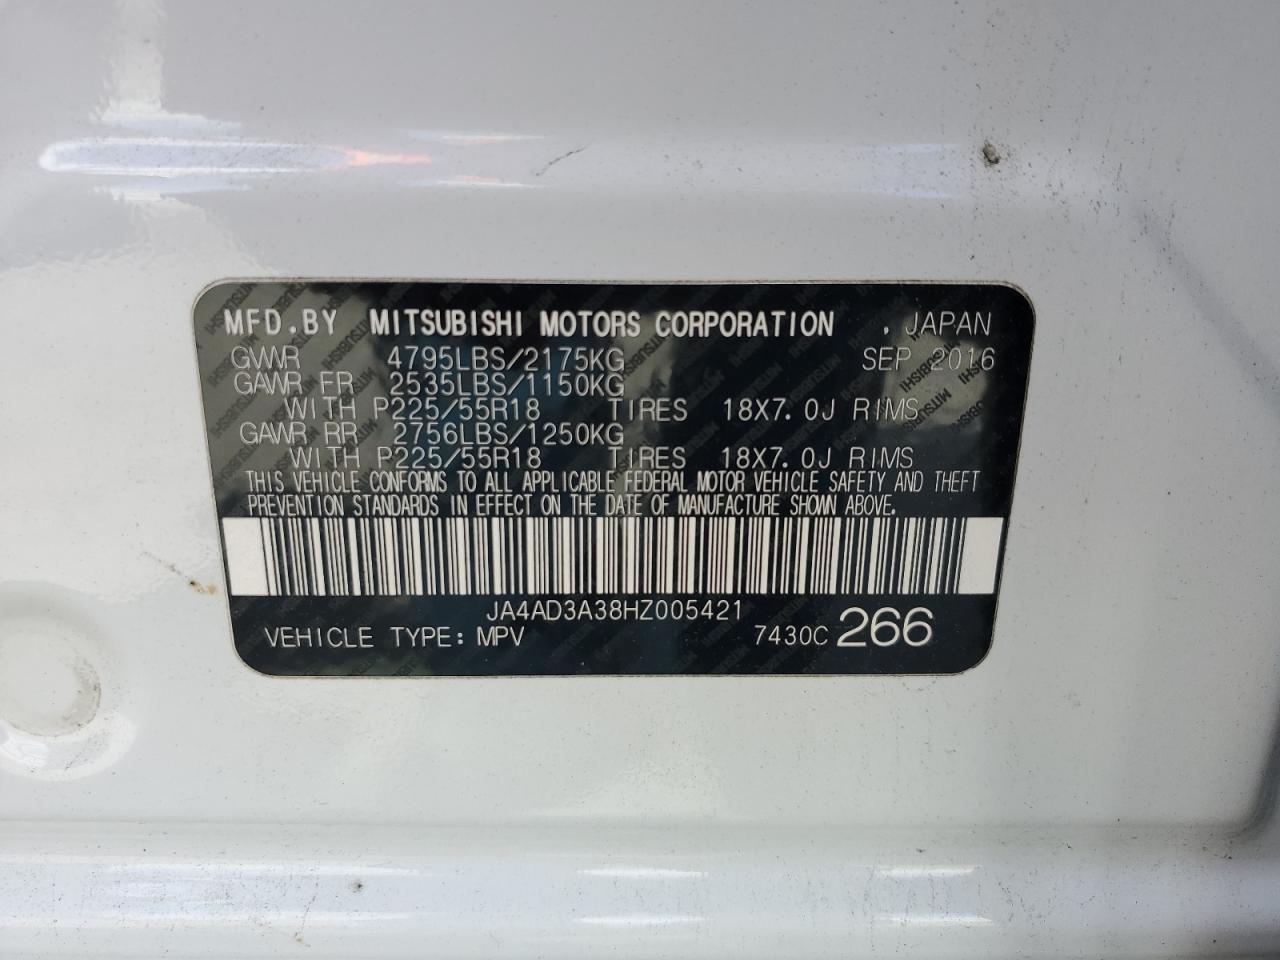 MFD.BY MITSUBISHI MOTORS CORPORATION . JAPAN
GVWR 4795LBS/2175KG SEP 2016
GAWR FR 2535LBS/1150KG
WITH P225/55R18 TIRES 18X7.0J RIMS
GAWR RR 2756LBS/1250KG
WITH P225/55R18 TIRES 18X7.0J RIMS
THIS VEHICLE CONFORMS TO ALL APPLICABLE FEDERAL MOTOR VEHICLE SAFETY AND THEFT
PREVENTION STANDARDS IN EFFECT ON THE DATE OF MANUFACTURE SHOWN ABOVE.
JA4AD3A38HZ005421
VEHICLE TYPE: MPV 7430C 266